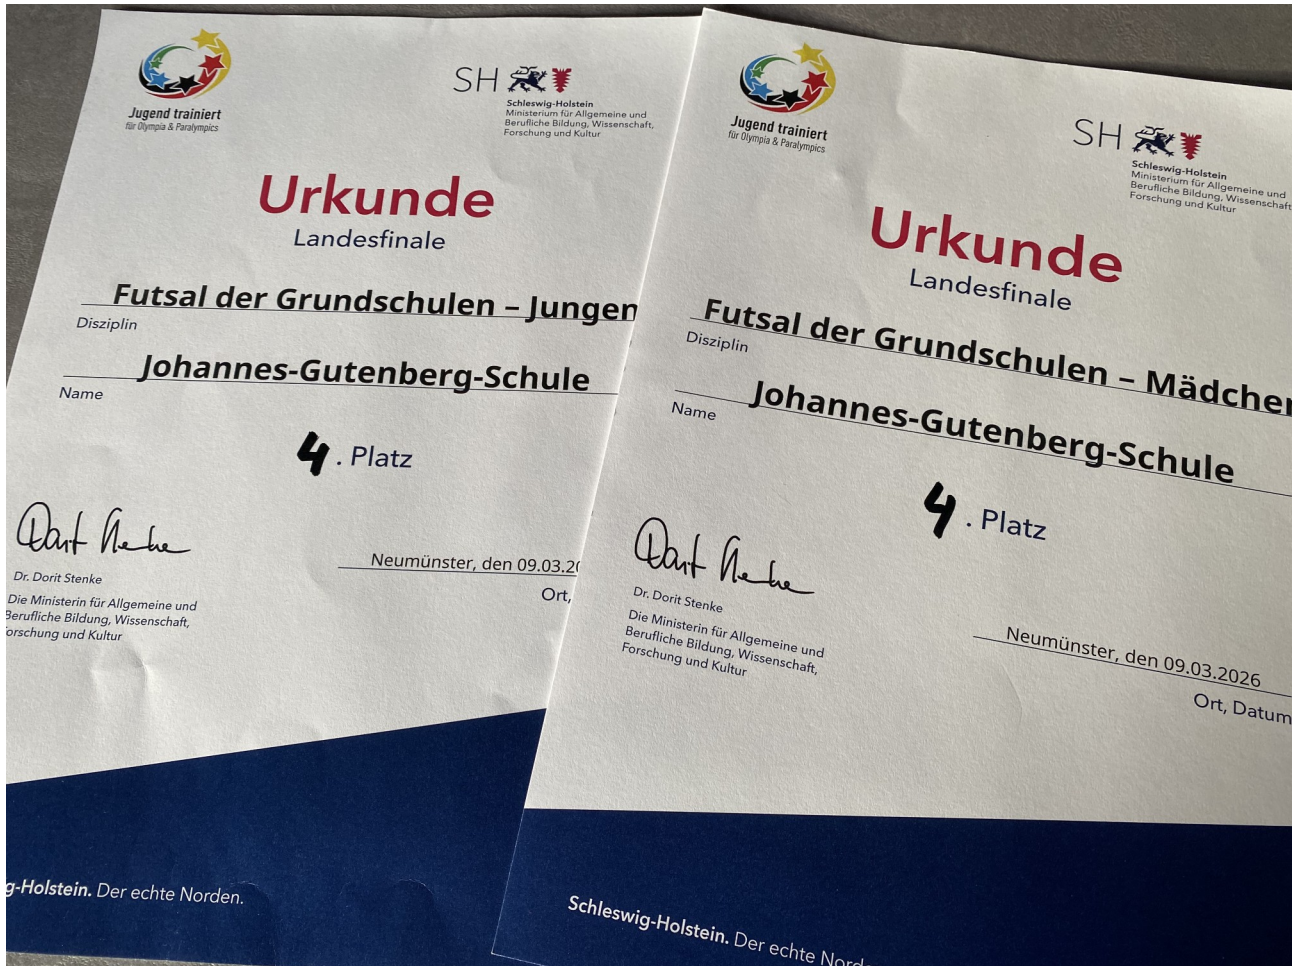 Jugend trainiert
für Olympia & Paralympics
SH
Schleswig-Holstein
Ministerium für Allgemeine und
Berufliche Bildung, Wissenschaft,
Forschung und Kultur
Urkunde
Landesfinale
Futsal der Grundschulen – Jungen
Disziplin
Johannes-Gutenberg-Schule
Name
4. Platz
Dorit Stenke
Dr. Dorit Stenke
Die Ministerin für Allgemeine und
Berufliche Bildung, Wissenschaft,
Forschung und Kultur
Neumünster, den 09.03.20
Ort,
g-Holstein. Der echte Norden.
Jugend trainiert
für Olympia & Paralympics
SH
Schleswig-Holstein
Ministerium für Allgemeine und
Berufliche Bildung, Wissenschaft
Forschung und Kultur
Urkunde
Landesfinale
Futsal der Grundschulen – Mädchen
Disziplin
Johannes-Gutenberg-Schule
Name
4. Platz
Dorit Stenke
Dr. Dorit Stenke
Die Ministerin für Allgemeine und
Berufliche Bildung, Wissenschaft,
Forschung und Kultur
Neumünster, den 09.03.2026
Ort, Datum
Schleswig-Holstein. Der echte Nord